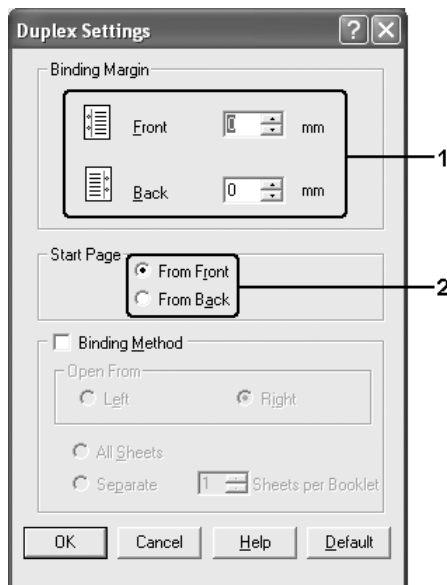 Duplex Settings
Binding Margin
Front 0 mm
1
Back 0 mm
Start Page
From Front
2
From Back
Binding Method
Open From
Left Right
All Sheets
Separate 1 Sheets per Booklet
OK Cancel Help Default